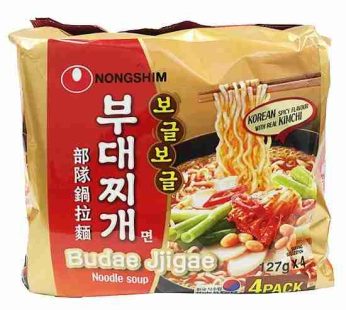 NONGSHIM
보글보글
부대찌개면
部隊鍋拉麵
Budae Jjigae
Noodle soup
KOREAN SPICY FLAVOUR
WITH REAL KIMCHI
127g X 4
4PACK